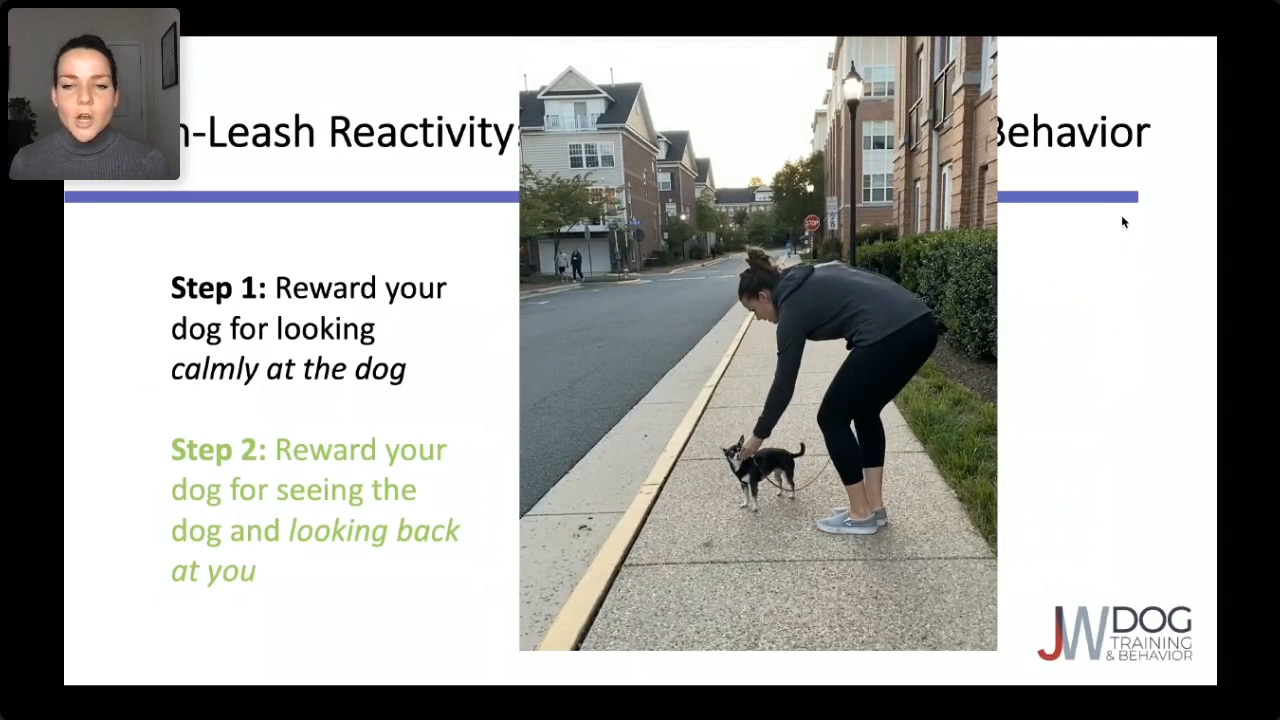 n-Leash Reactivity:
Behavior
Step 1: Reward your
dog for looking
calmly at the dog
Step 2: Reward your
dog for seeing the
dog and looking back
at you
STOP
JW DOG
TRAINING
& BEHAVIOR